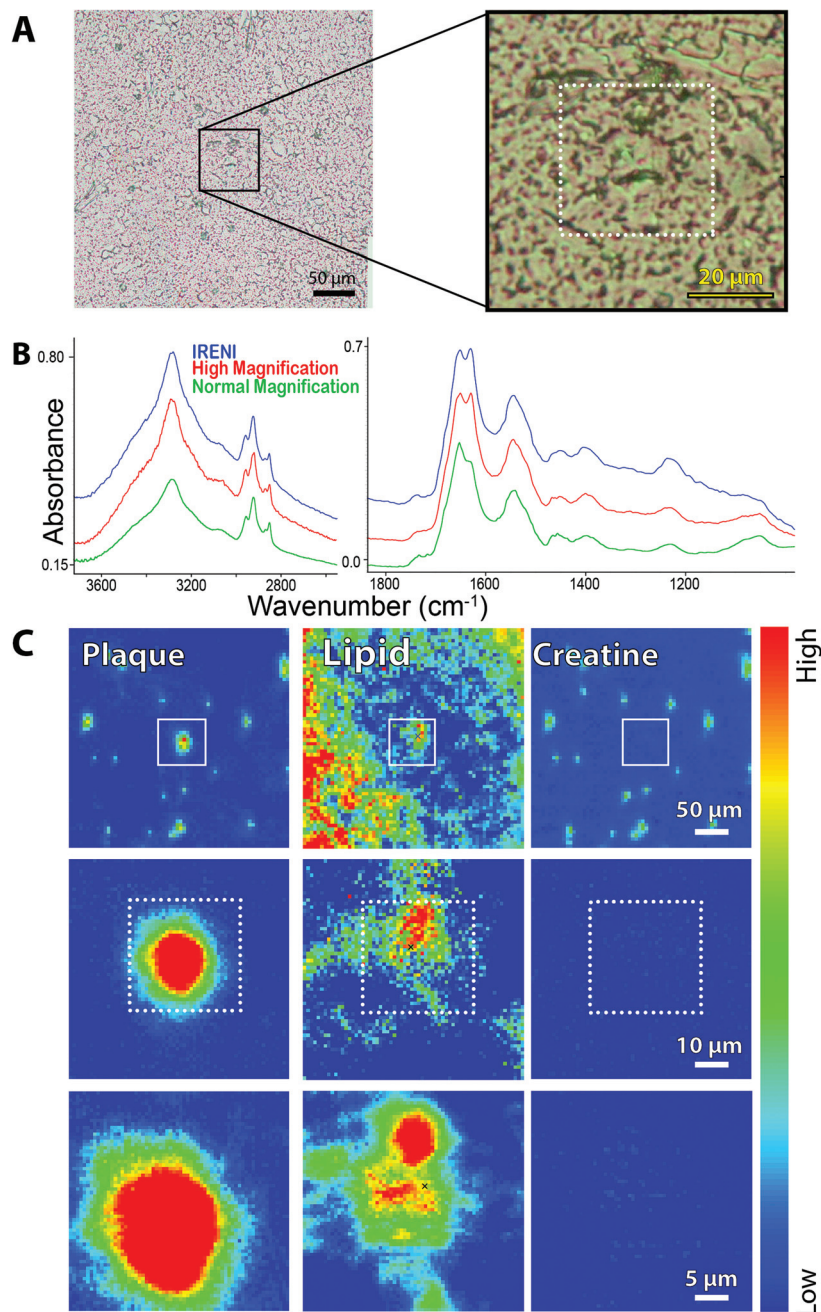 A
50 µm
20 µm
B
IRENI
High Magnification
Normal Magnification
0.80
0.15
0.7
0.0
Absorbance
3600
3200
2800
1800
1600
1400
1200
Wavenumber (cm-1)
C
Plaque
Lipid
Creatine
High
50 µm
10 µm
5 µm
Low